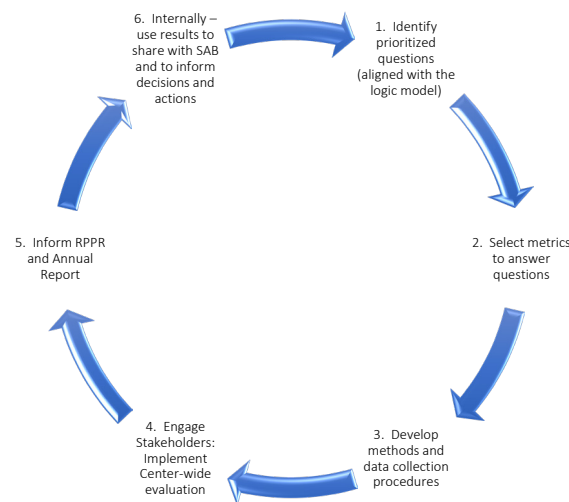 1. Identify
prioritized
questions
(aligned with the
logic model)
2. Select metrics
to answer
questions
3. Develop
methods and
data collection
procedures
4. Engage
Stakeholders:
Implement
Center-wide
evaluation
5. Inform RPPR
and Annual
Report
6. Internally –
use results to
share with SAB
and to inform
decisions and
actions